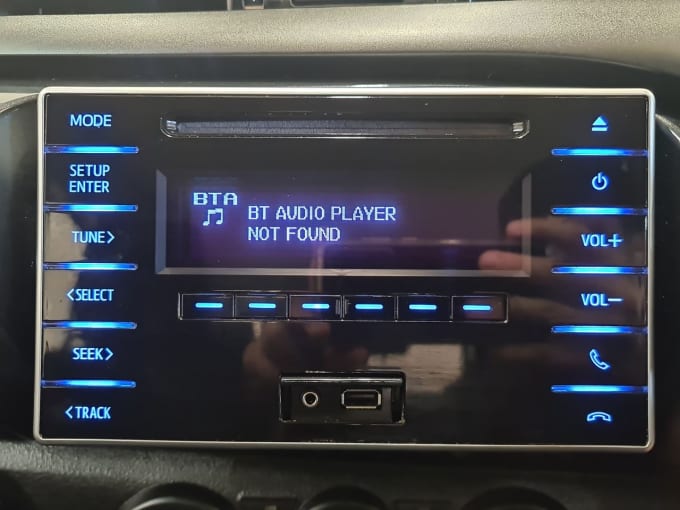 MODE
SETUP
ENTER
TUNE>
<SELECT
SEEK>
<TRACK
BTA
BT AUDIO PLAYER
NOT FOUND
VOL+
VOL-